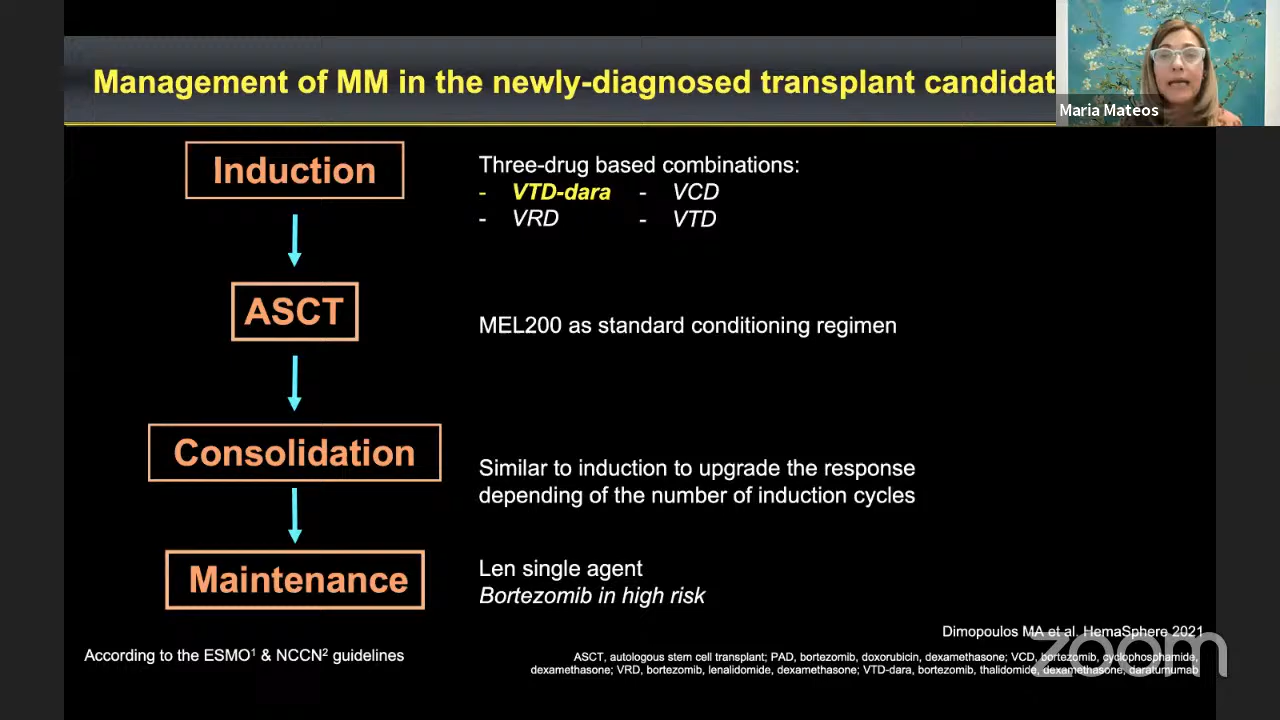 Management of MM in the newly-diagnosed transplant candidat
Maria Mateos
Induction
Three-drug based combinations:
- VTD-dara - VCD
- VRD - VTD
ASCT
MEL200 as standard conditioning regimen
Consolidation
Similar to induction to upgrade the response
depending of the number of induction cycles
Maintenance
Len single agent
Bortezomib in high risk
Dimopoulos MA et al. HemaSphere 2021
According to the ESMO¹ & NCCN² guidelines
ASCT, autologous stem cell transplant; PAD, bortezomib, doxorubicin, dexamethasone; VCD, bortezomib, cyclophosphamide,
dexamethasone; VRD, bortezomib, lenalidomide, dexamethasone; VTD-dara, bortezomib, thalidomide, dexamethasone, daratumumab
zoom